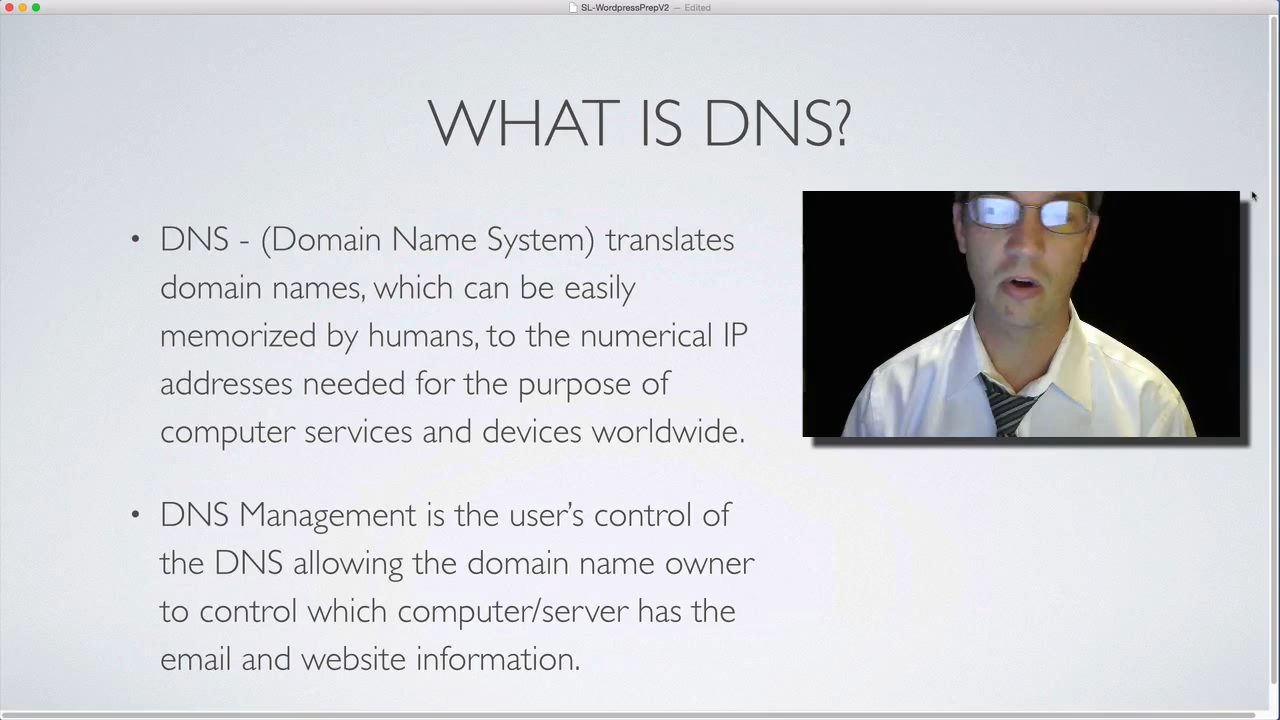 SL-WordpressPrepV2 — Edited
WHAT IS DNS?
• DNS - (Domain Name System) translates
domain names, which can be easily
memorized by humans, to the numerical IP
addresses needed for the purpose of
computer services and devices worldwide.
• DNS Management is the user’s control of
the DNS allowing the domain name owner
to control which computer/server has the
email and website information.